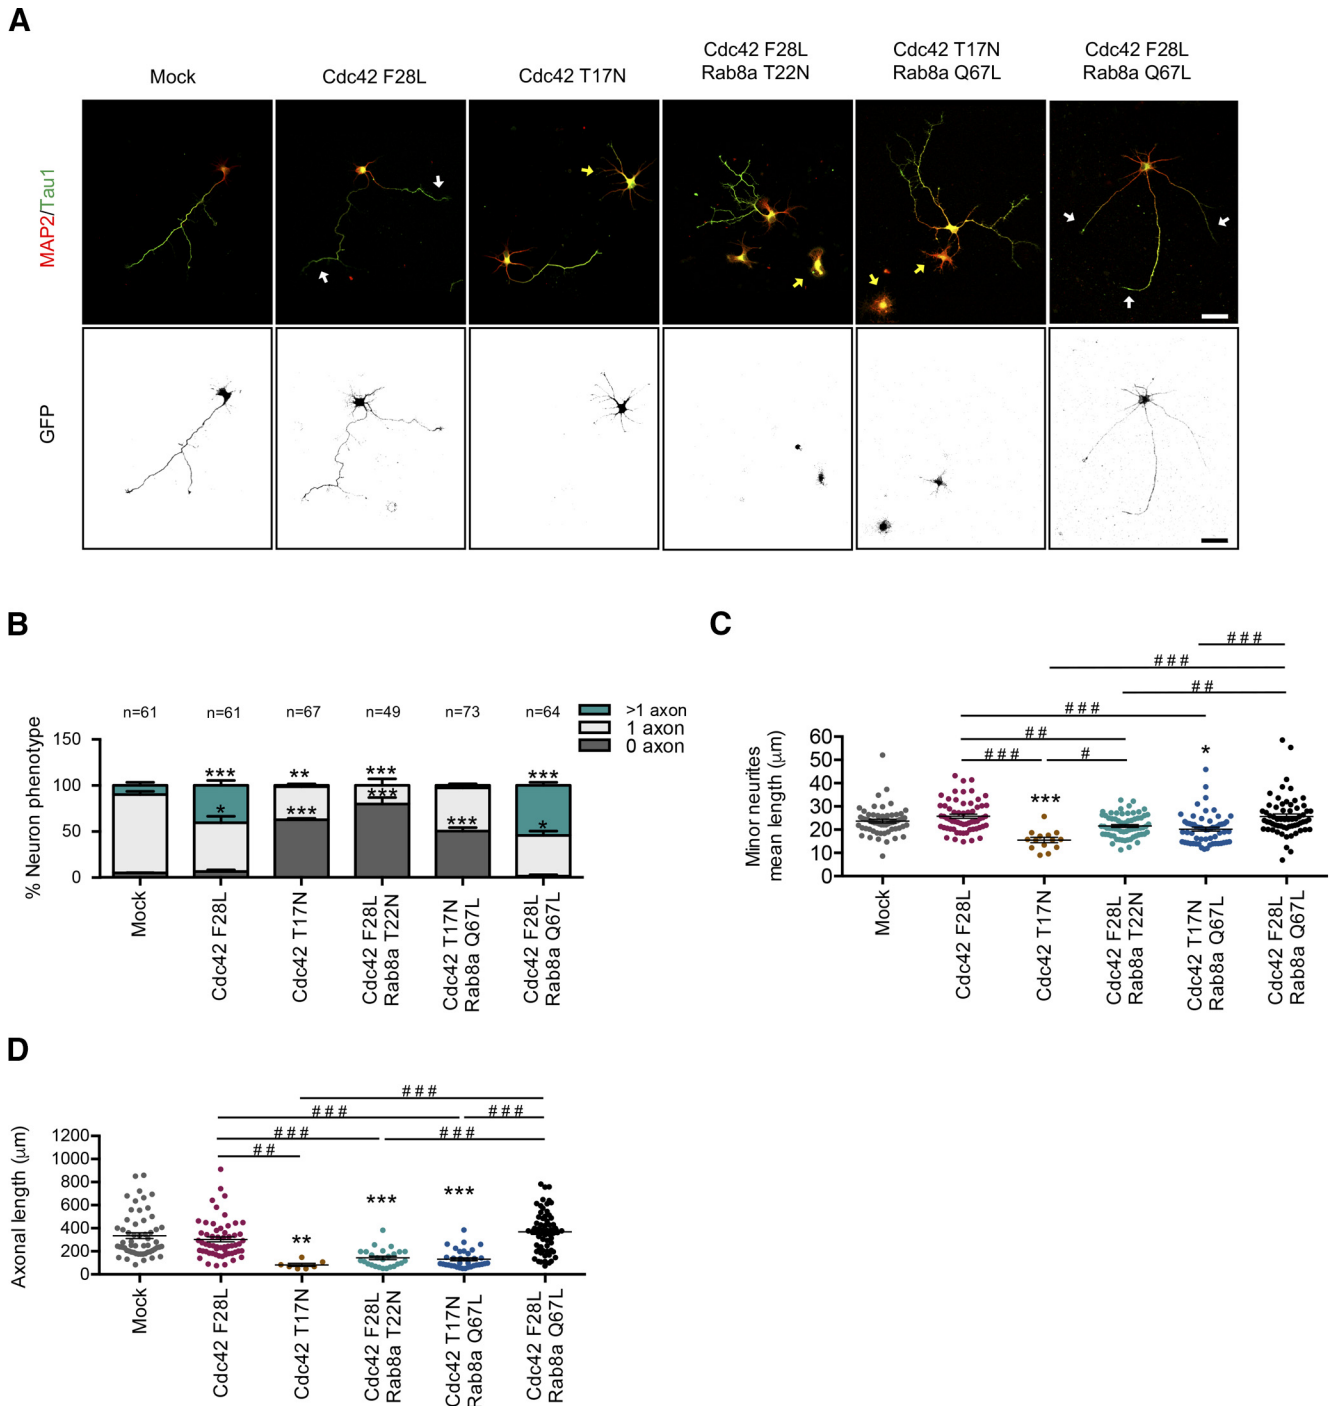 A
Mock
Cdc42 F28L
Cdc42 T17N
Cdc42 F28L
Rab8a T22N
Cdc42 T17N
Rab8a Q67L
Cdc42 F28L
Rab8a Q67L
MAP2/Tau1
GFP
B
n=61
n=61
n=67
n=49
n=73
n=64
>1 axon
1 axon
0 axon
% Neuron phenotype
150
100
50
0
***
*
**
***
***
***
***
***
*
Mock
Cdc42 F28L
Cdc42 T17N
Cdc42 F28L
Rab8a T22N
Cdc42 T17N
Rab8a Q67L
Cdc42 F28L
Rab8a Q67L
C
# # #
# # #
# #
# # #
# #
# # #
#
***
*
Minor neurites
mean length (μm)
60
50
40
30
20
10
0
Mock
Cdc42 F28L
Cdc42 T17N
Cdc42 F28L
Rab8a T22N
Cdc42 T17N
Rab8a Q67L
Cdc42 F28L
Rab8a Q67L
D
# # #
# # #
# # #
# # #
# # #
# #
**
***
***
Axonal length (μm)
1200
1000
800
600
400
200
0
Mock
Cdc42 F28L
Cdc42 T17N
Cdc42 F28L
Rab8a T22N
Cdc42 T17N
Rab8a Q67L
Cdc42 F28L
Rab8a Q67L